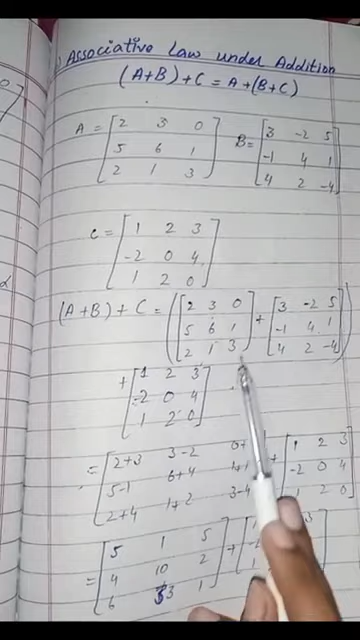 Associative Law under Addition
(A+B)+C = A+(B+C)
A = [2 3 0
5 6 1
2 1 3]
B= [3 -2 5
-1 4 1
4 2 -4]
C = [1 2 3
-2 0 4
1 2 0]
(A+B)+C = ([2 3 0
5 6 1
2 1 3] + [3 -2 5
-1 4 1
4 2 -4])
+ [1 2 3
-2 0 4
1 2 0]
= [2+3 3-2 0+
5-1 6+4 1+1
2+4 1+2 3-4] + [1 2 3
-2 0 4
1 2 0]
= [5 1 5
4 10 2
6 3 1] + [